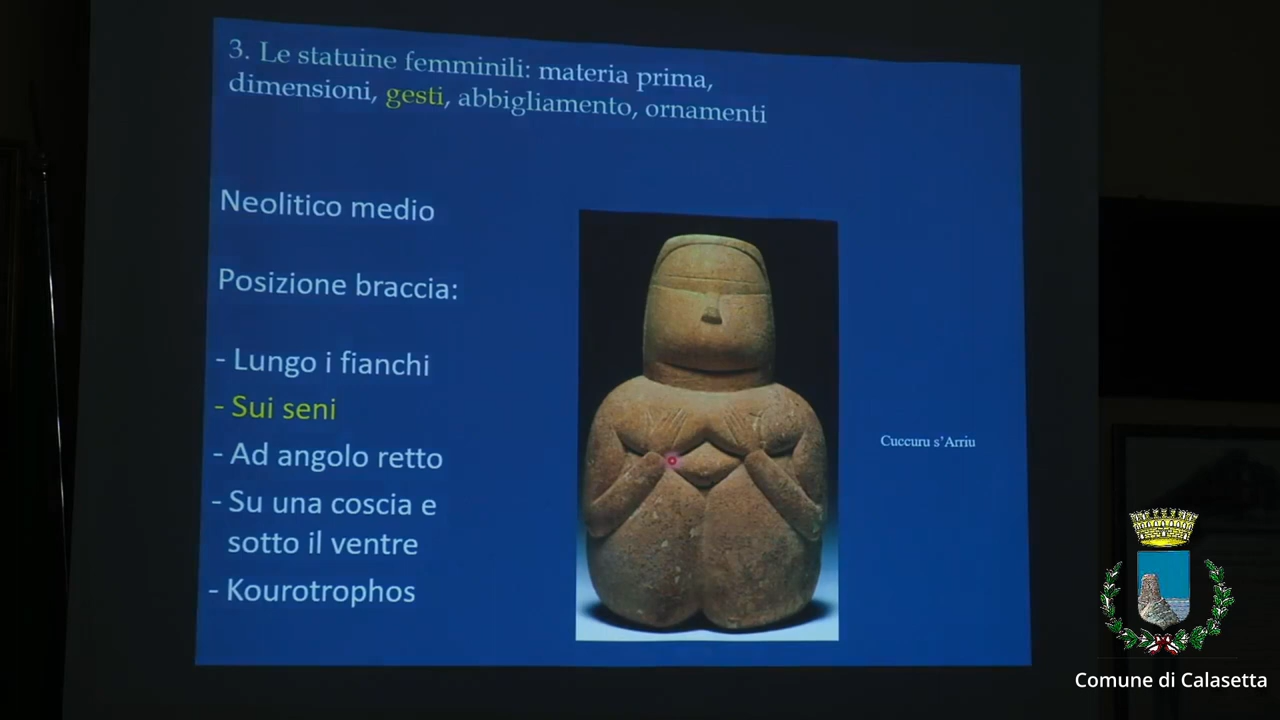 3. Le statuine femminili: materia prima,
dimensioni, gesti, abbigliamento, ornamenti
Neolitico medio
Posizione braccia:
- Lungo i fianchi
- Sui seni
- Ad angolo retto
- Su una coscia e
sotto il ventre
- Kourotrophos
Cuccuru s'Arriu
Comune di Calasetta